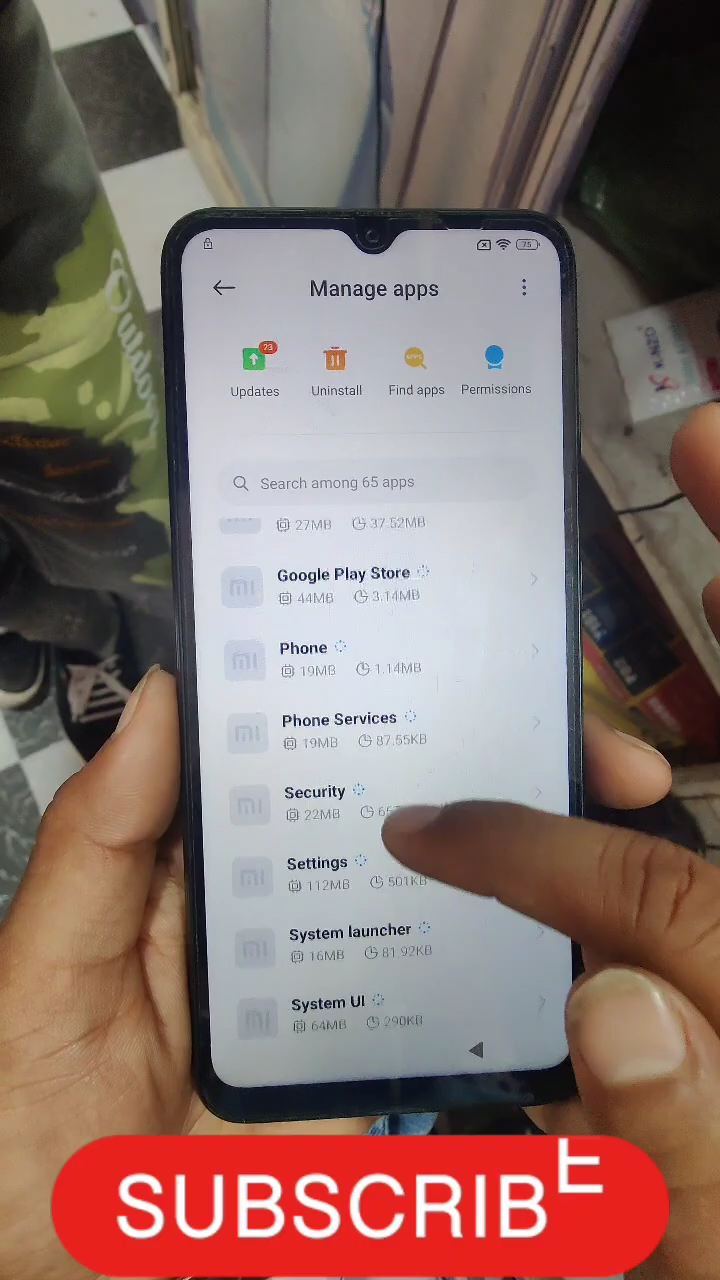 75
Manage apps
23
Updates
Uninstall
Find apps
Permissions
Search among 65 apps
27MB 37.52MB
Google Play Store
44MB 3.14MB
Phone
19MB 1.14MB
Phone Services
19MB 87.55KB
Security
22MB
Settings
112MB 501KB
System launcher
16MB 81.92KB
System UI
64MB 290KB
SUBSCRIBE